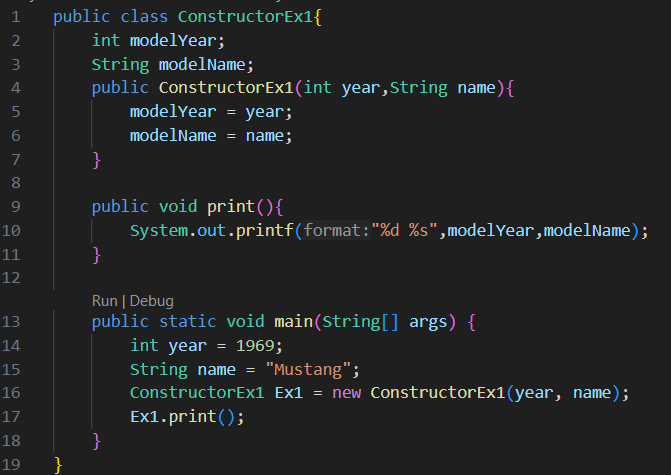 1 public class ConstructorEx1{
2     int modelYear;
3     String modelName;
4     public ConstructorEx1(int year,String name){
5         modelYear = year;
6         modelName = name;
7     }
8
9     public void print(){
10         System.out.printf(format:"%d %s",modelYear,modelName);
11     }
12
Run | Debug
13     public static void main(String[] args) {
14         int year = 1969;
15         String name = "Mustang";
16         ConstructorEx1 Ex1 = new ConstructorEx1(year, name);
17         Ex1.print();
18     }
19 }